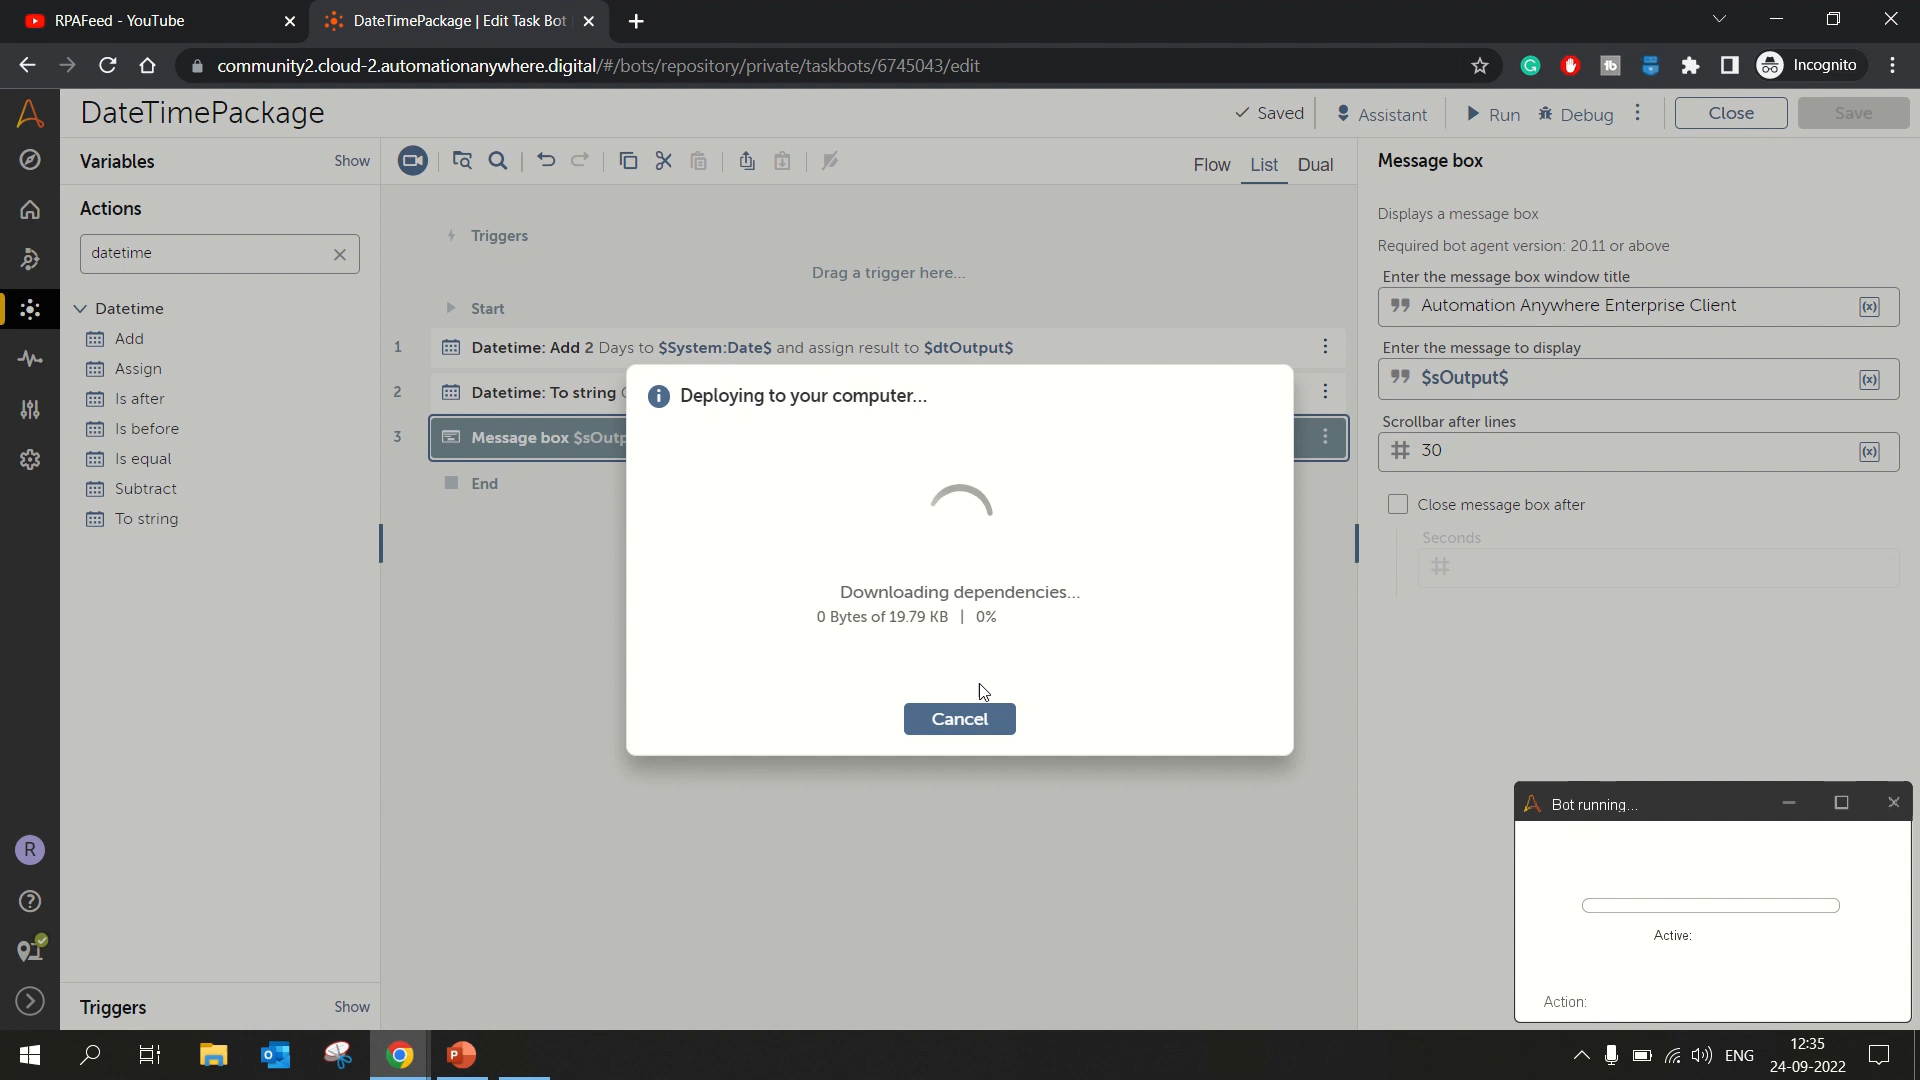 RPAFeed - YouTube
DateTimePackage | Edit Task Bot
community2.cloud-2.automationanywhere.digital/#/bots/repository/private/taskbots/6745043/edit
Incognito
DateTimePackage
Saved
Assistant
Run
Debug
Close
Save
Variables
Show
Flow
List
Dual
Message box
Actions
datetime
Datetime
Add
Assign
Is after
Is before
Is equal
Subtract
To string
Triggers
Show
Triggers
Drag a trigger here...
Start
1 Datetime: Add 2 Days to $System:Date$ and assign result to $dtOutput$
2 Datetime: To string
3 Message box $sOutp
End
Deploying to your computer...
Downloading dependencies...
0 Bytes of 19.79 KB | 0%
Cancel
Displays a message box
Required bot agent version: 20.11 or above
Enter the message box window title
Automation Anywhere Enterprise Client
(x)
Enter the message to display
$sOutput$
(x)
Scrollbar after lines
30
(x)
Close message box after
Seconds
Bot running...
Active:
Action:
R
ENG
12:35
24-09-2022